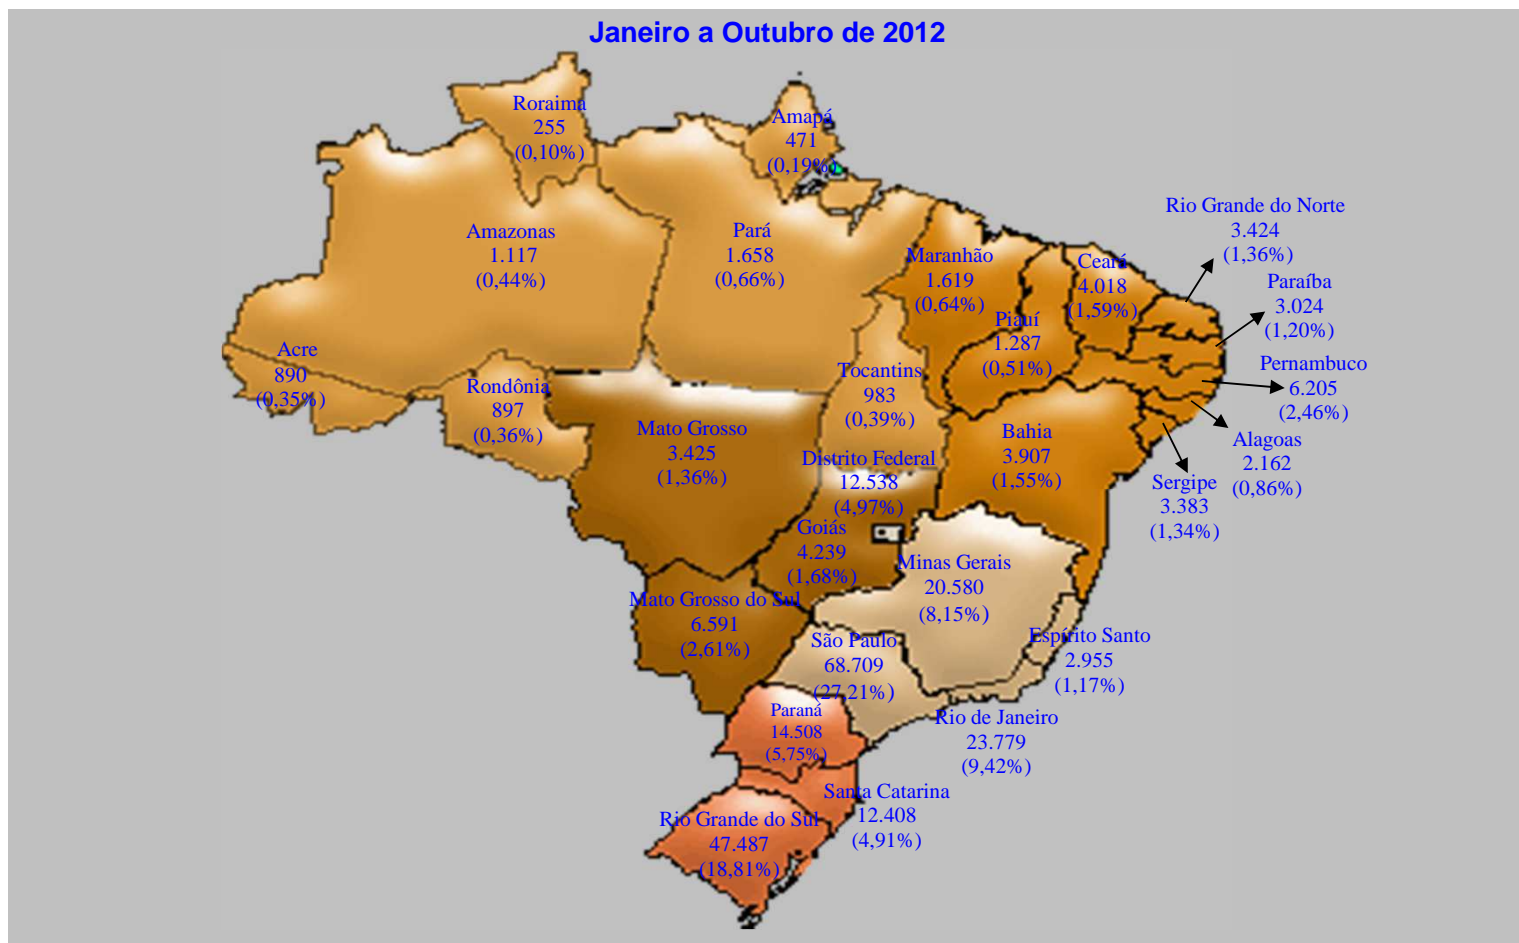 Janeiro a Outubro de 2012
Roraima
255
(0,10%)
Amapá
471
(0,19%)
Amazonas
1.117
(0,44%)
Pará
1.658
(0,66%)
Maranhão
1.619
(0,64%)
Piauí
1.287
(0,51%)
Ceará
4.018
(1,59%)
Rio Grande do Norte
3.424
(1,36%)
Paraíba
3.024
(1,20%)
Pernambuco
6.205
(2,46%)
Alagoas
2.162
(0,86%)
Sergipe
3.383
(1,34%)
Acre
890
(0,35%)
Rondônia
897
(0,36%)
Tocantins
983
(0,39%)
Mato Grosso
3.425
(1,36%)
Bahia
3.907
(1,55%)
Distrito Federal
12.538
(4,97%)
Goiás
4.239
(1,68%)
Minas Gerais
20.580
(8,15%)
Mato Grosso do Sul
6.591
(2,61%)
São Paulo
68.709
(27,21%)
Espírito Santo
2.955
(1,17%)
Rio de Janeiro
23.779
(9,42%)
Paraná
14.508
(5,75%)
Santa Catarina
12.408
(4,91%)
Rio Grande do Sul
47.487
(18,81%)